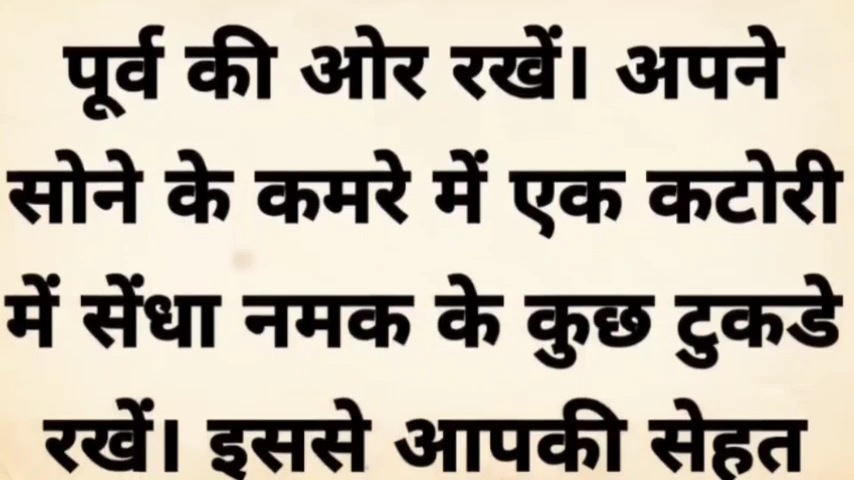 पूर्व की ओर रखें। अपने
सोने के कमरे में एक कटोरी
में सेंधा नमक के कुछ टुकडे
रखें। इससे आपकी सेहत